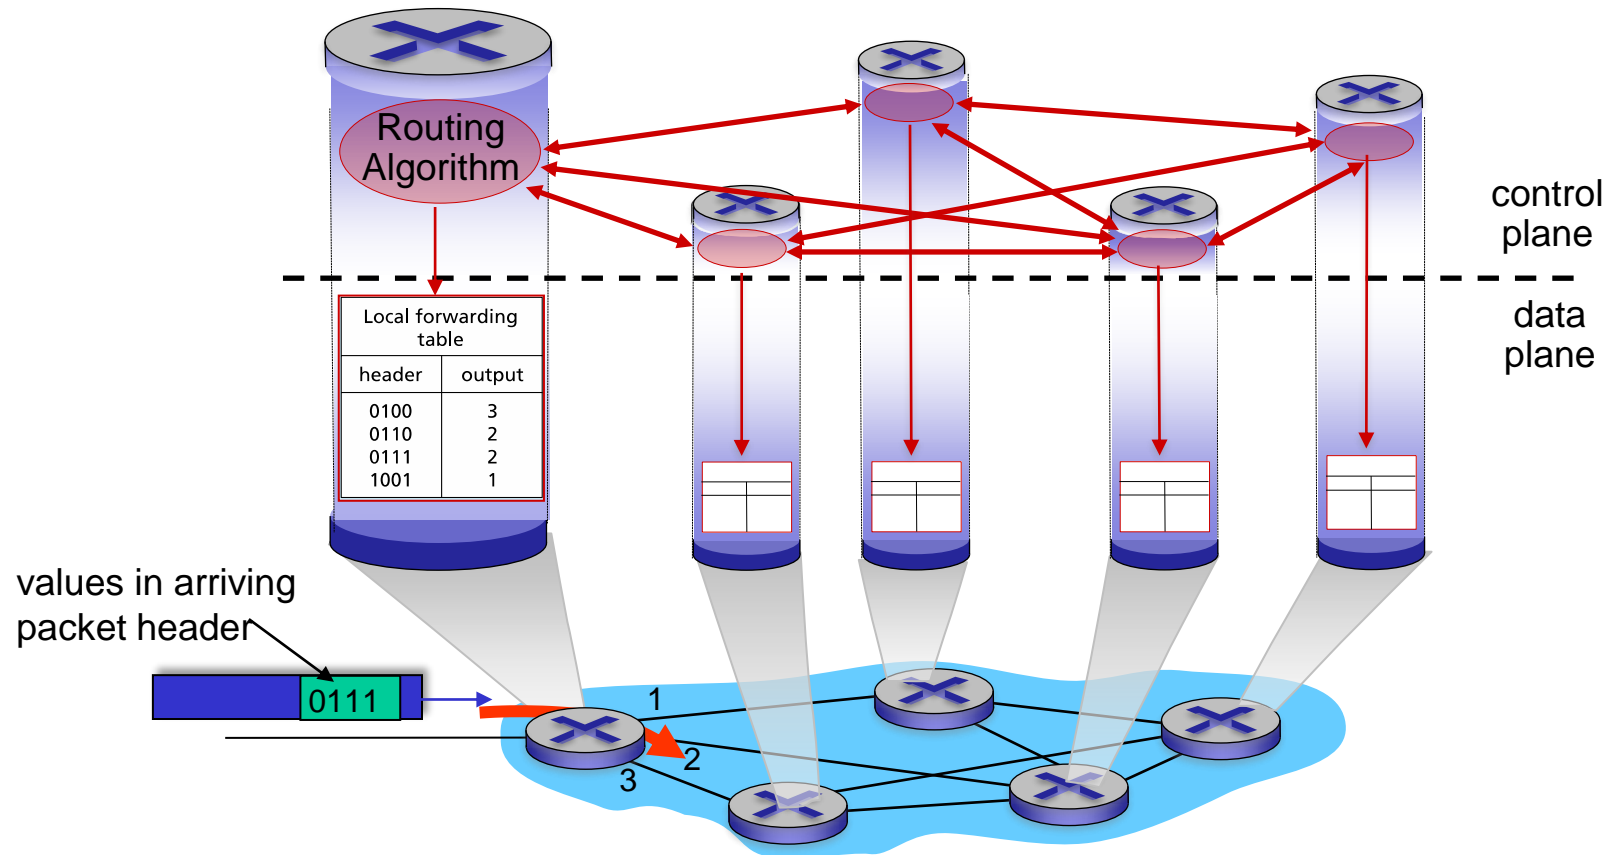 Routing
Algorithm
control
plane
data
plane
Local forwarding
table
header output
0100 3
0110 2
0111 2
1001 1
values in arriving
packet header
0111
1
2
3